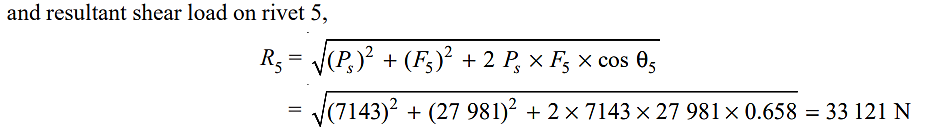 and resultant shear load on rivet 5,
R₅ = √(Pₛ)² + (F₅)² + 2 Pₛ × F₅ × cos θ₅
= √(7143)² + (27 981)² + 2 × 7143 × 27 981 × 0.658 = 33 121 N